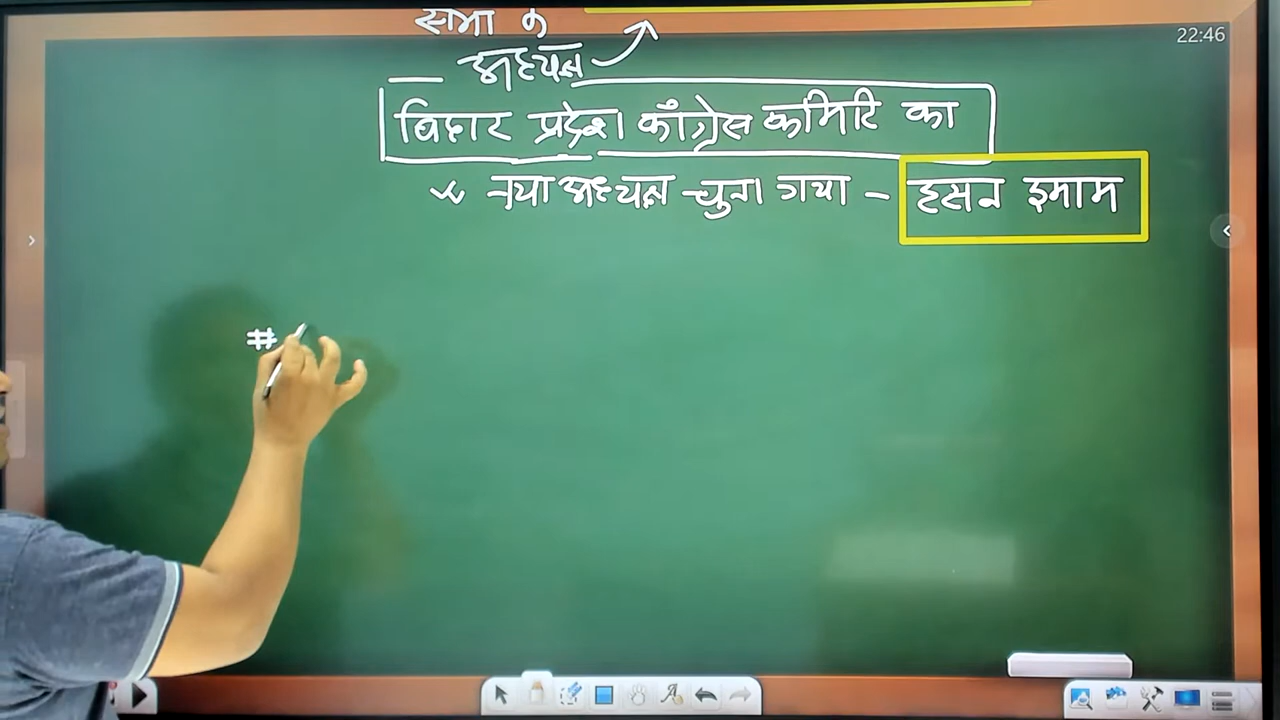 सभा के
अध्यक्ष
22:46
बिहार प्रदेश काँग्रेस कमिटि का
नया अध्यक्ष चुना गया - हसन इमाम
#